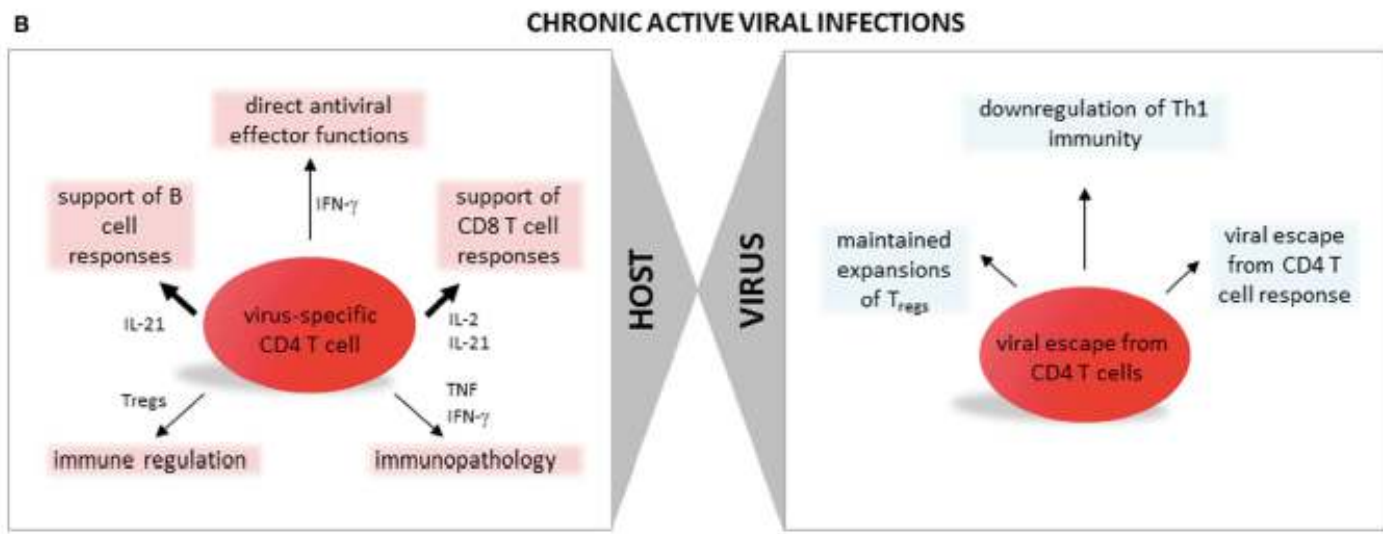 B
CHRONIC ACTIVE VIRAL INFECTIONS
direct antiviral
effector functions
support of B
cell
responses
IFN-γ
support of
CD8 T cell
responses
IL-21
virus-specific
CD4 T cell
IL-2
IL-21
Tregs
TNF
IFN-γ
immune regulation
immunopathology
HOST
VIRUS
downregulation of Th1
immunity
maintained
expansions
of Tregs
viral escape
from CD4 T
cell response
viral escape from
CD4 T cells